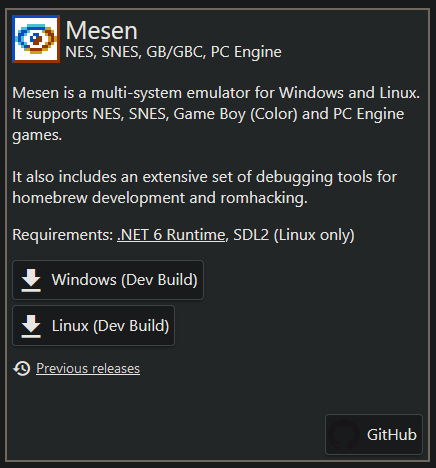 Mesen
NES, SNES, GB/GBC, PC Engine
Mesen is a multi-system emulator for Windows and Linux.
It supports NES, SNES, Game Boy (Color) and PC Engine
games.
It also includes an extensive set of debugging tools for
homebrew development and romhacking.
Requirements: .NET 6 Runtime, SDL2 (Linux only)
Windows (Dev Build)
Linux (Dev Build)
Previous releases
GitHub